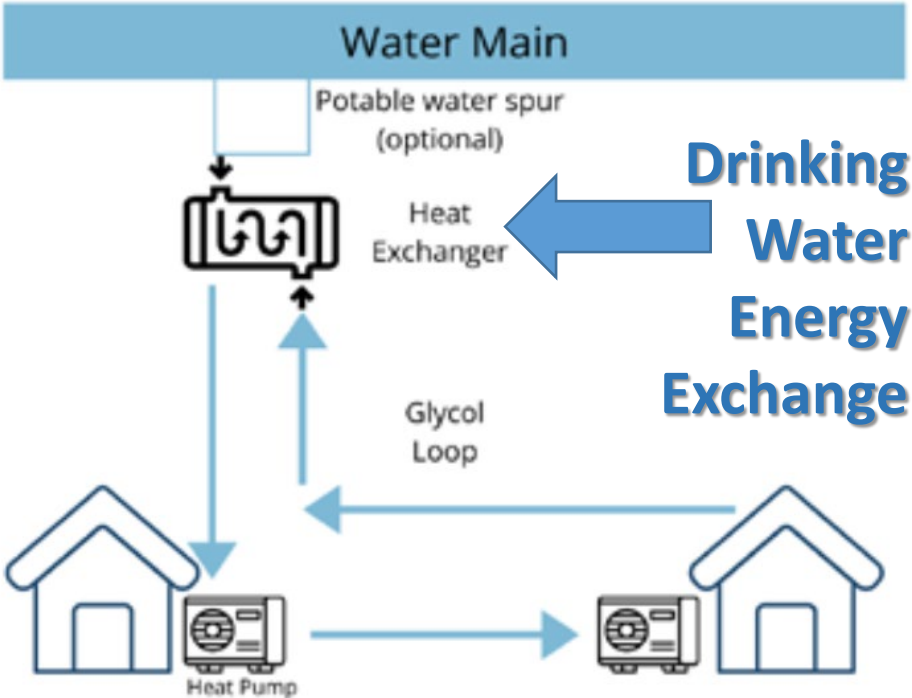 Water Main
Potable water spur
(optional)
Drinking
Water
Energy
Exchange
Heat
Exchanger
Glycol
Loop
Heat Pump